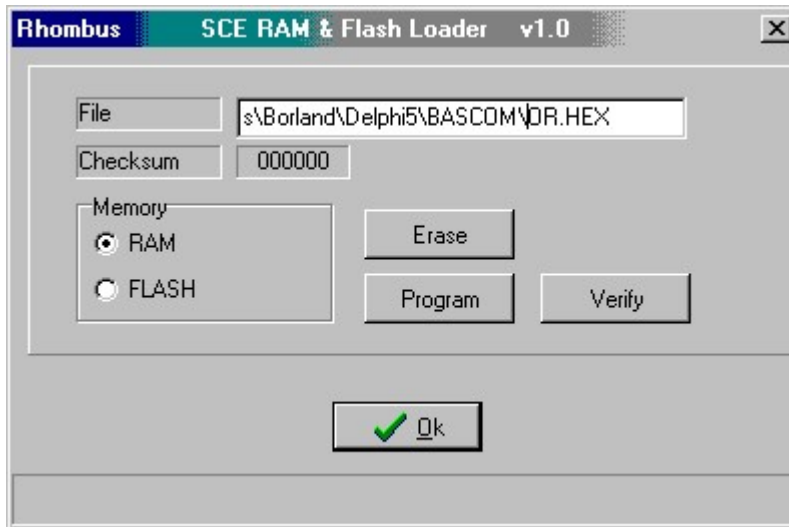 Rhombus SCE RAM & Flash Loader v1.0
File s\Borland\Delphi5\BASCOM\OR.HEX
Checksum 000000
Memory
RAM
Erase
FLASH
Program Verify
Ok